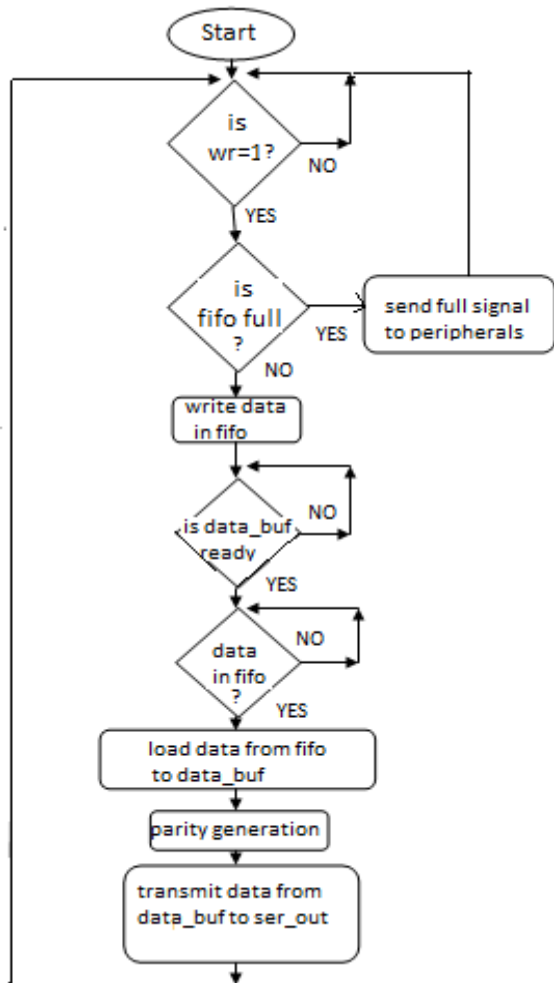 Start
is
wr=1?
NO
YES
is
fifo full
?
YES
send full signal
to peripherals
NO
write data
in fifo
is data_buf
ready
NO
YES
data
in fifo
?
NO
YES
load data from fifo
to data_buf
parity generation
transmit data from
data_buf to ser_out